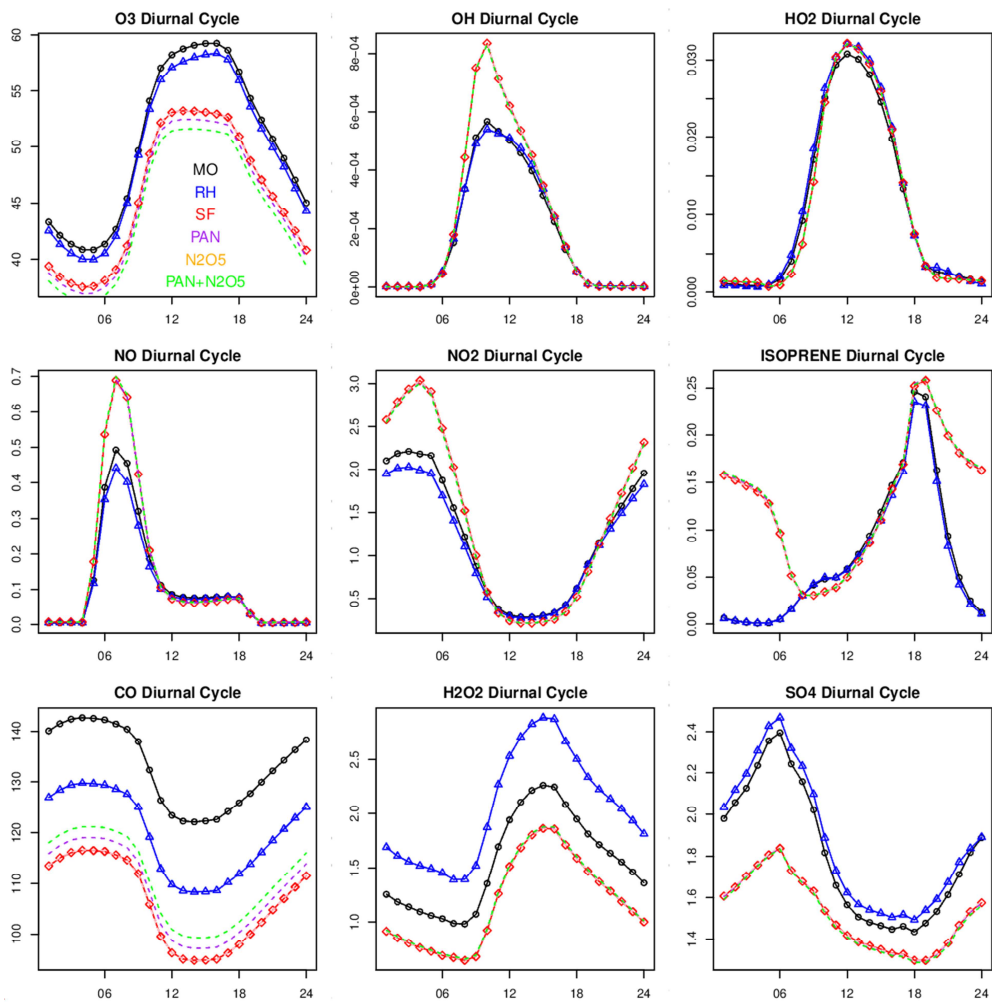 O3 Diurnal Cycle
60
55
50
45
40
MO
RH
SF
PAN
N2O5
PAN+N2O5
06 12 18 24
OH Diurnal Cycle
8e−04
6e−04
4e−04
2e−04
0e+00
06 12 18 24
HO2 Diurnal Cycle
0.030
0.020
0.010
0.000
06 12 18 24
NO Diurnal Cycle
0.7
0.6
0.5
0.4
0.3
0.2
0.1
0.0
06 12 18 24
NO2 Diurnal Cycle
3.0
2.5
2.0
1.5
1.0
0.5
06 12 18 24
ISOPRENE Diurnal Cycle
0.25
0.20
0.15
0.10
0.05
0.00
06 12 18 24
CO Diurnal Cycle
140
130
120
110
100
06 12 18 24
H2O2 Diurnal Cycle
2.5
2.0
1.5
1.0
06 12 18 24
SO4 Diurnal Cycle
2.4
2.2
2.0
1.8
1.6
1.4
06 12 18 24